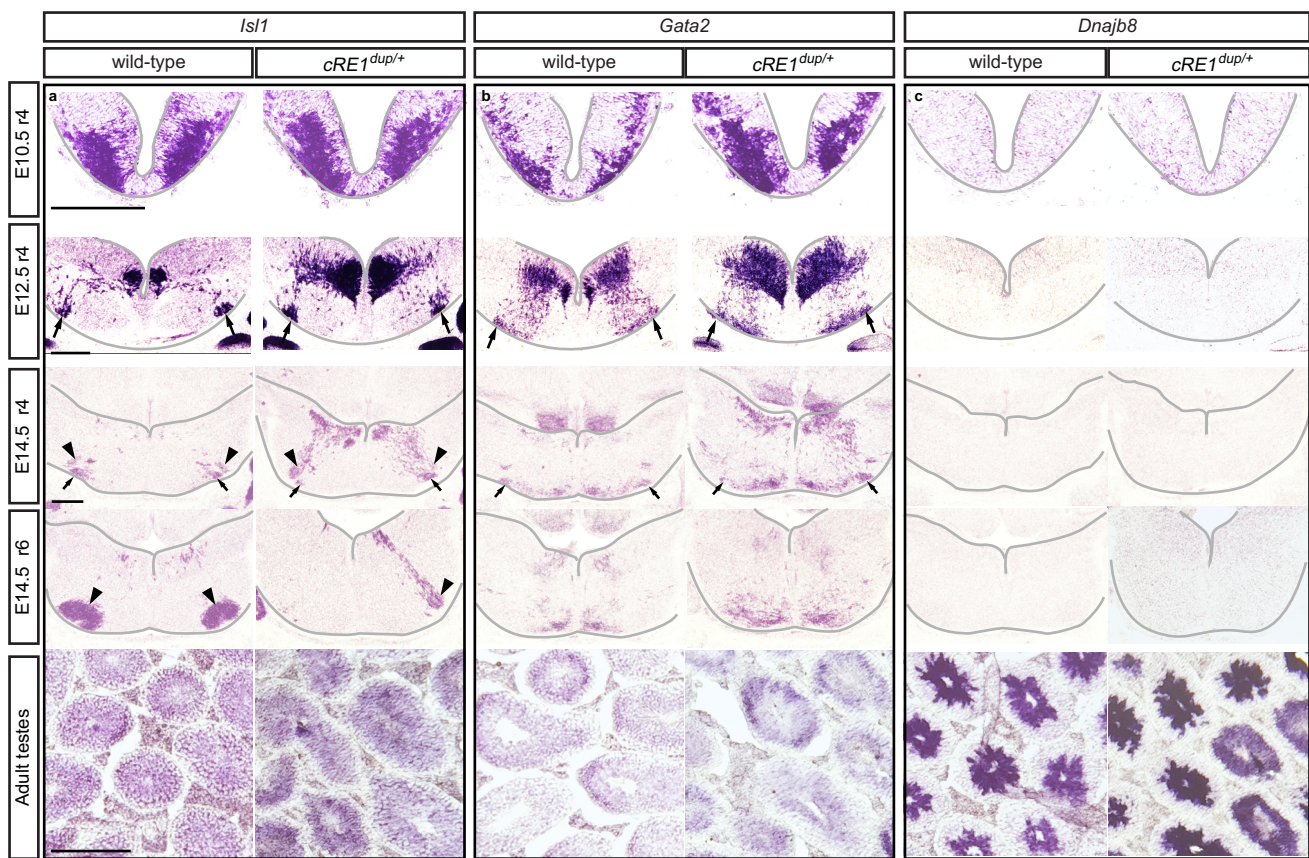 Isl1
Gata2
Dnajb8
wild-type
cRE1dup/+
wild-type
cRE1dup/+
wild-type
cRE1dup/+
E10.5 r4
a
b
c
E12.5 r4
E14.5 r4
E14.5 r6
Adult testes